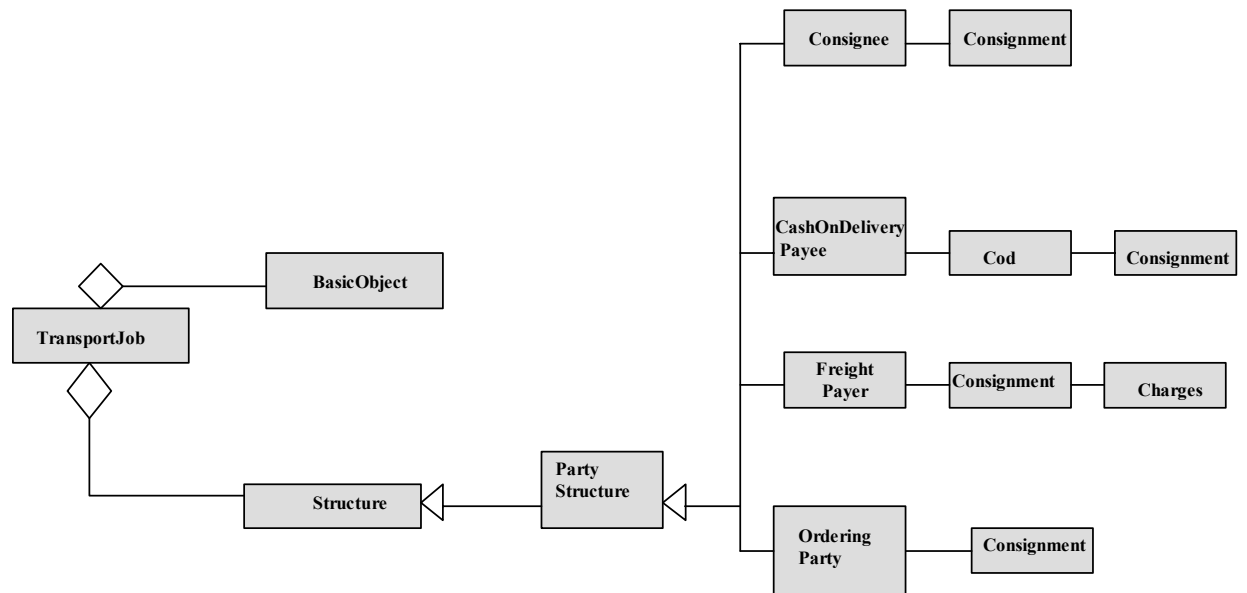 Consignee
Consignment
CashOnDelivery
Payee
Cod
Consignment
BasicObject
TransportJob
Freight
Payer
Consignment
Charges
Party
Structure
Structure
Ordering
Party
Consignment